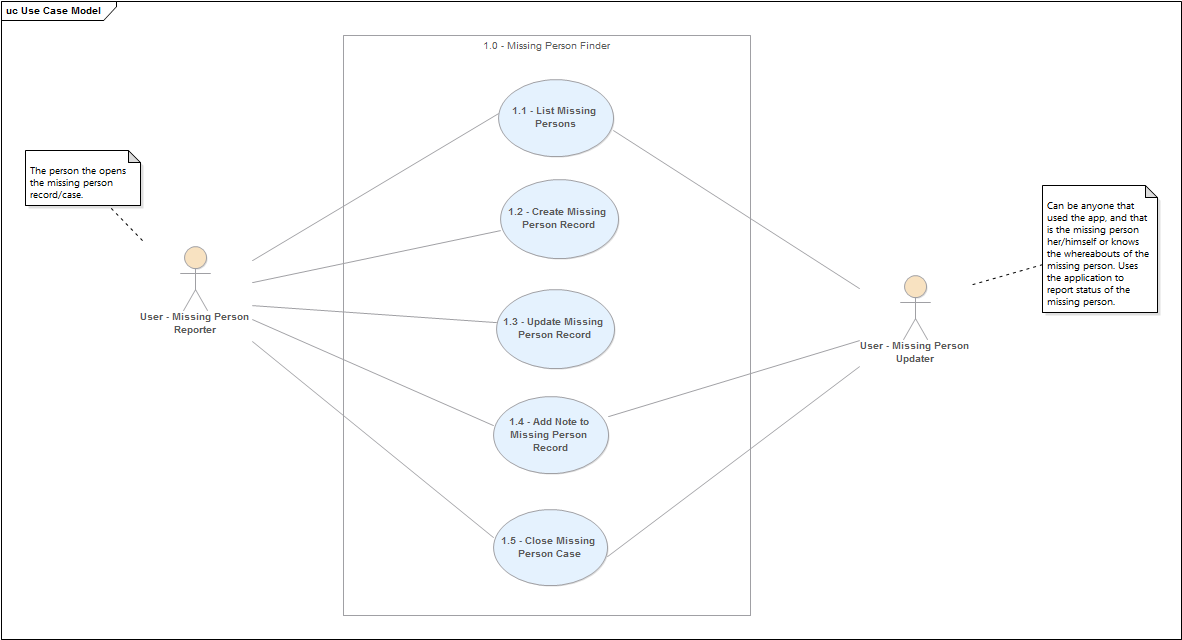 uc Use Case Model
1.0 - Missing Person Finder
1.1 - List Missing
Persons
The person the opens
the missing person
record/case.
1.2 - Create Missing
Person Record
Can be anyone that
used the app, and that
is the missing person
her/himself or knows
the whereabouts of the
missing person. Uses
the application to
report status of the
missing person.
User - Missing Person
Reporter
1.3 - Update Missing
Person Record
User - Missing Person
Updater
1.4 - Add Note to
Missing Person
Record
1.5 - Close Missing
Person Case